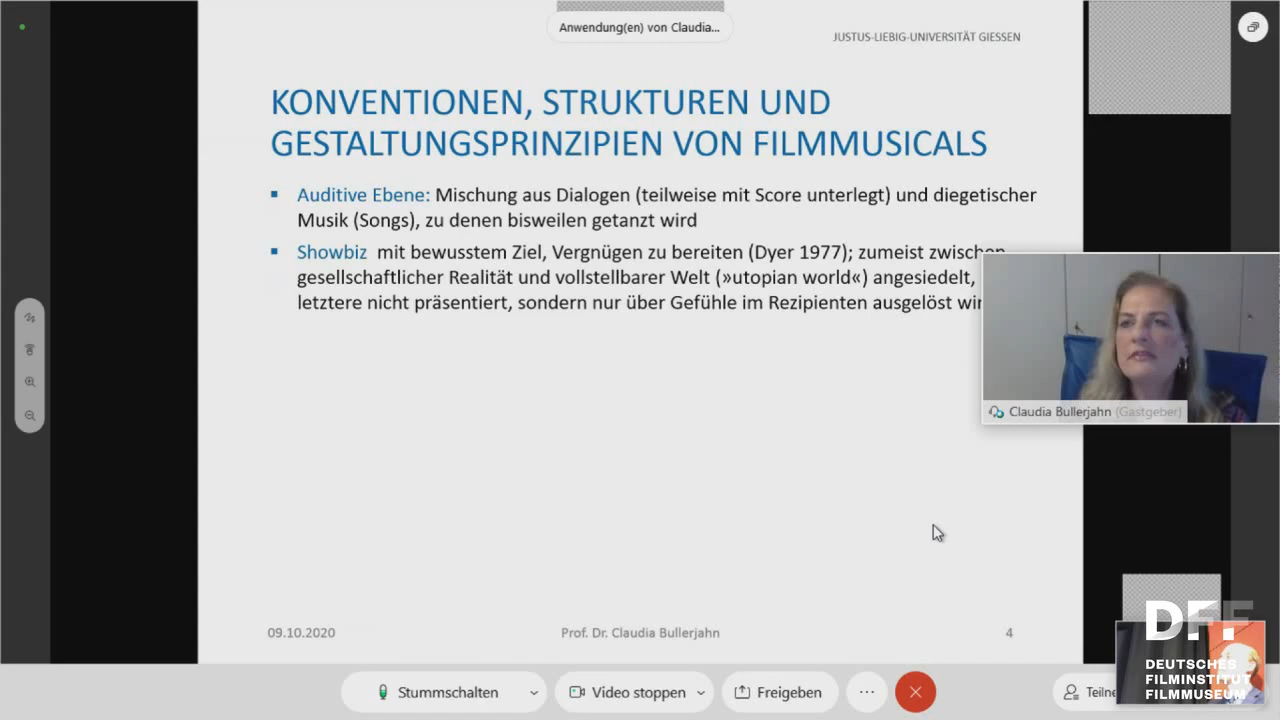 Anwendung(en) von Claudia...
JUSTUS-LIEBIG-UNIVERSITÄT GIESSEN
KONVENTIONEN, STRUKTUREN UND
GESTALTUNGSPRINZIPIEN VON FILMMUSICALS
▪ Auditive Ebene: Mischung aus Dialogen (teilweise mit Score unterlegt) und diegetischer
Musik (Songs), zu denen bisweilen getanzt wird
▪ Showbiz mit bewusstem Ziel, Vergnügen zu bereiten (Dyer 1977); zumeist zwischen
gesellschaftlicher Realität und vollstellbarer Welt (»utopian world«) angesiedelt,
letztere nicht präsentiert, sondern nur über Gefühle im Rezipienten ausgelöst
Claudia Bullerjahn (Gastgeber)
09.10.2020
Prof. Dr. Claudia Bullerjahn
4
Stummschalten
Video stoppen
Freigeben
DFF
DEUTSCHES
FILMINSTITUT
FILMMUSEUM